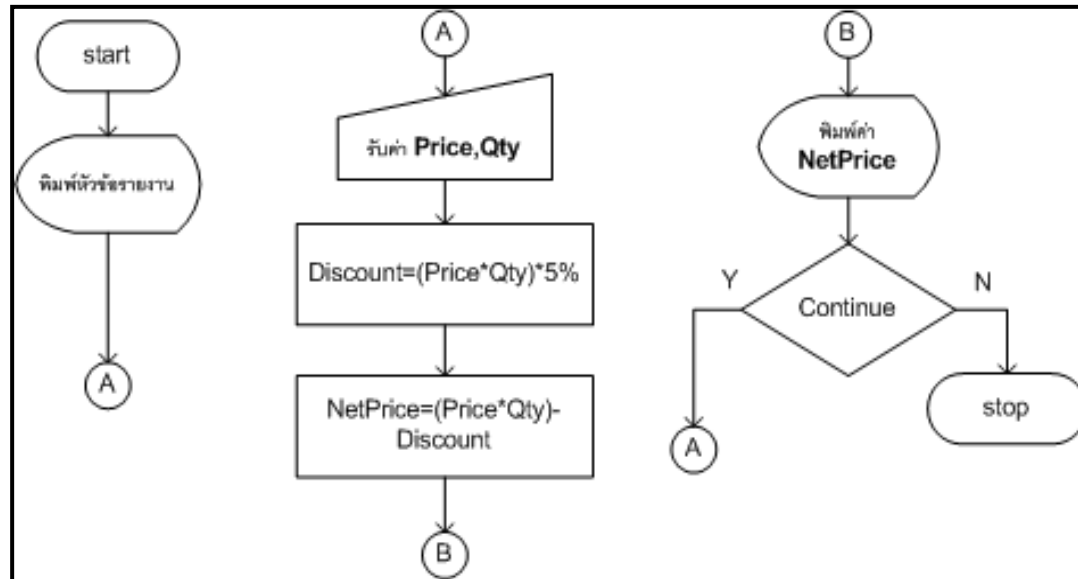 start
พิมพ์หัวข้อรายงาน
A
A
รับค่า Price,Qty
Discount=(Price*Qty)*5%
NetPrice=(Price*Qty)-
Discount
B
B
พิมพ์ค่า
NetPrice
Continue
Y
N
A
stop